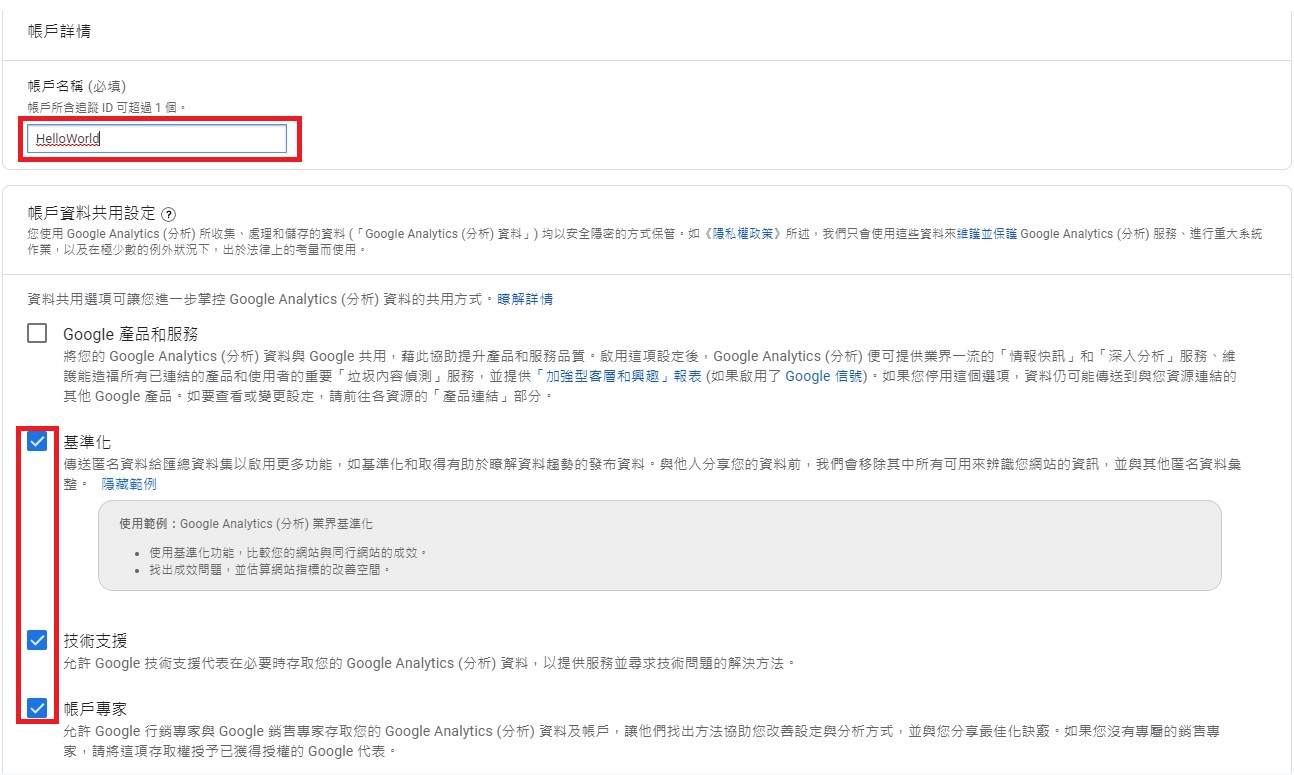 帳戶詳情
帳戶名稱 (必填)
帳戶所含追蹤 ID 可超過 1 個。
HelloWorld
帳戶資料共用設定 ?
您使用 Google Analytics (分析) 所收集、處理和儲存的資料 (「Google Analytics (分析) 資料」) 均以安全隱密的方式保管。如《隱私權政策》所述，我們只會使用這些資料來維護並保護 Google Analytics (分析) 服務、進行重大系統
作業，以及在極少數的例外狀況下，出於法律上的考量而使用。
資料共用選項可讓您進一步掌控 Google Analytics (分析) 資料的共用方式。瞭解詳情
Google 產品和服務
將您的 Google Analytics (分析) 資料與 Google 共用，藉此協助提升產品和服務品質。啟用這項設定後，Google Analytics (分析) 便可提供業界一流的「情報快訊」和「深入分析」服務、維
護能造福所有已連結的產品和使用者的重要「垃圾內容偵測」服務，並提供「加強型客層和興趣」報表 (如果啟用了 Google 信號)。如果您停用這個選項，資料仍可能傳送到與您資源連結的
其他 Google 產品。如要查看或變更設定，請前往各資源的「產品連結」部分。
基準化
傳送匿名資料給匯總資料集以啟用更多功能，如基準化和取得有助於瞭解資料趨勢的發布資料。與他人分享您的資料前，我們會移除其中所有可用來辨識您網站的資訊，並與其他匿名資料彙
整。 隱藏範例
使用範例：Google Analytics (分析) 業界基準化
• 使用基準化功能，比較您的網站與同行網站的成效。
• 找出成效問題，並估算網站指標的改善空間。
技術支援
允許 Google 技術支援代表在必要時存取您的 Google Analytics (分析) 資料，以提供服務並尋求技術問題的解決方法。
帳戶專家
允許 Google 行銷專家與 Google 銷售專家存取您的 Google Analytics (分析) 資料及帳戶，讓他們找出方法協助您改善設定與分析方式，並與您分享最佳化訣竅。如果您沒有專屬的銷售專
家，請將這項存取權授予已獲得授權的 Google 代表。